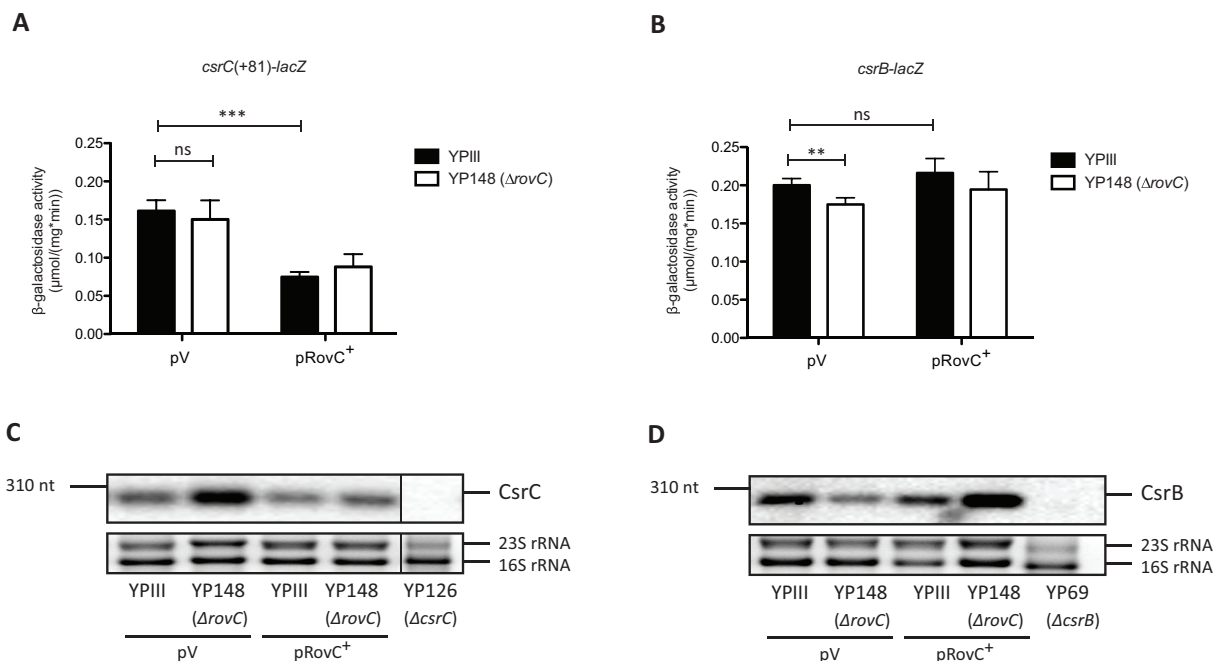 A
csrC(+81)-lacZ
***
ns
0.25
0.20
0.15
0.10
0.05
0.00
β-galactosidase activity
(μmol/(mg*min))
pV
pRovC+
YPIII
YP148 (ΔrovC)
B
csrB-lacZ
ns
**
0.25
0.20
0.15
0.10
0.05
0.00
β-galactosidase activity
(μmol/(mg*min))
pV
pRovC+
YPIII
YP148 (ΔrovC)
C
310 nt
CsrC
23S rRNA
16S rRNA
YPIII YP148 YPIII YP148 YP126
(ΔrovC) (ΔrovC) (ΔcsrC)
pV pRovC+
D
310 nt
CsrB
23S rRNA
16S rRNA
YPIII YP148 YPIII YP148 YP69
(ΔrovC) (ΔrovC) (ΔcsrB)
pV pRovC+